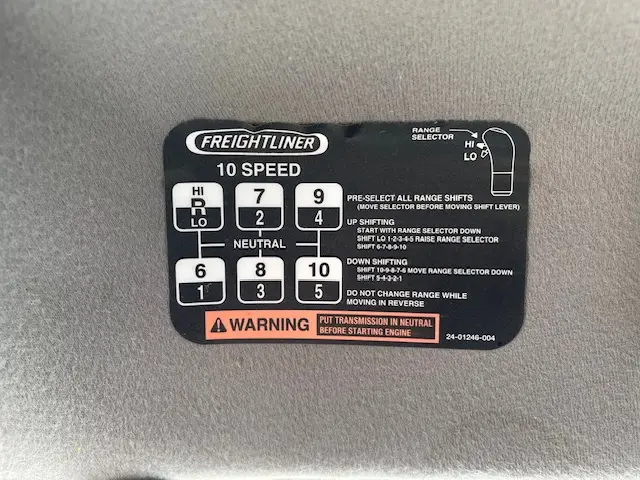 FREIGHTLINER
10 SPEED
RANGE
SELECTOR
HI
LO
HI
R
LO
7
2
9
4
NEUTRAL
6
1
8
3
10
5
PRE-SELECT ALL RANGE SHIFTS
(MOVE SELECTOR BEFORE MOVING SHIFT LEVER)
UP SHIFTING
START WITH RANGE SELECTOR DOWN
SHIFT LO 1-2-3-4-5 RAISE RANGE SELECTOR
SHIFT 6-7-8-9-10
DOWN SHIFTING
SHIFT 10-9-8-7-6 MOVE RANGE SELECTOR DOWN
SHIFT 5-4-3-2-1
DO NOT CHANGE RANGE WHILE
MOVING IN REVERSE
WARNING
PUT TRANSMISSION IN NEUTRAL
BEFORE STARTING ENGINE
24-01246-004